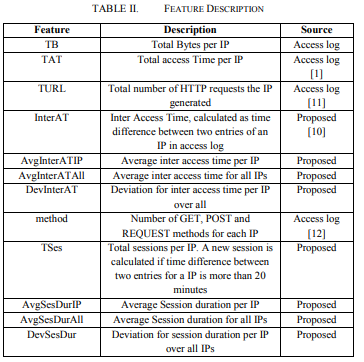 TABLE II. FEATURE DESCRIPTION
Feature Description Source
TB Total Bytes per IP Access log
TAT Total access Time per IP Access log
[1]
TURL Total number of HTTP requests the IP Access log
generated [11]
InterAT Inter Access Time, calculated as time Proposed
difference between two entries of an [10]
IP in access log
AvgInterATIP Average inter access time per IP Proposed
AvgInterATAll Average inter access time for all IPs Proposed
DevInterAT Deviation for inter access time per IP Proposed
over all
method Number of GET, POST and Access log
REQUEST methods for each IP [12]
TSes Total sessions per IP. A new session is Proposed
calculated if time difference between
two entries for a IP is more than 20
minutes
AvgSesDurIP Average Session duration per IP Proposed
AvgSesDurAll Average Session duration for all IPs Proposed
DevSesDur Deviation for session duration per IP Proposed
over all IPs